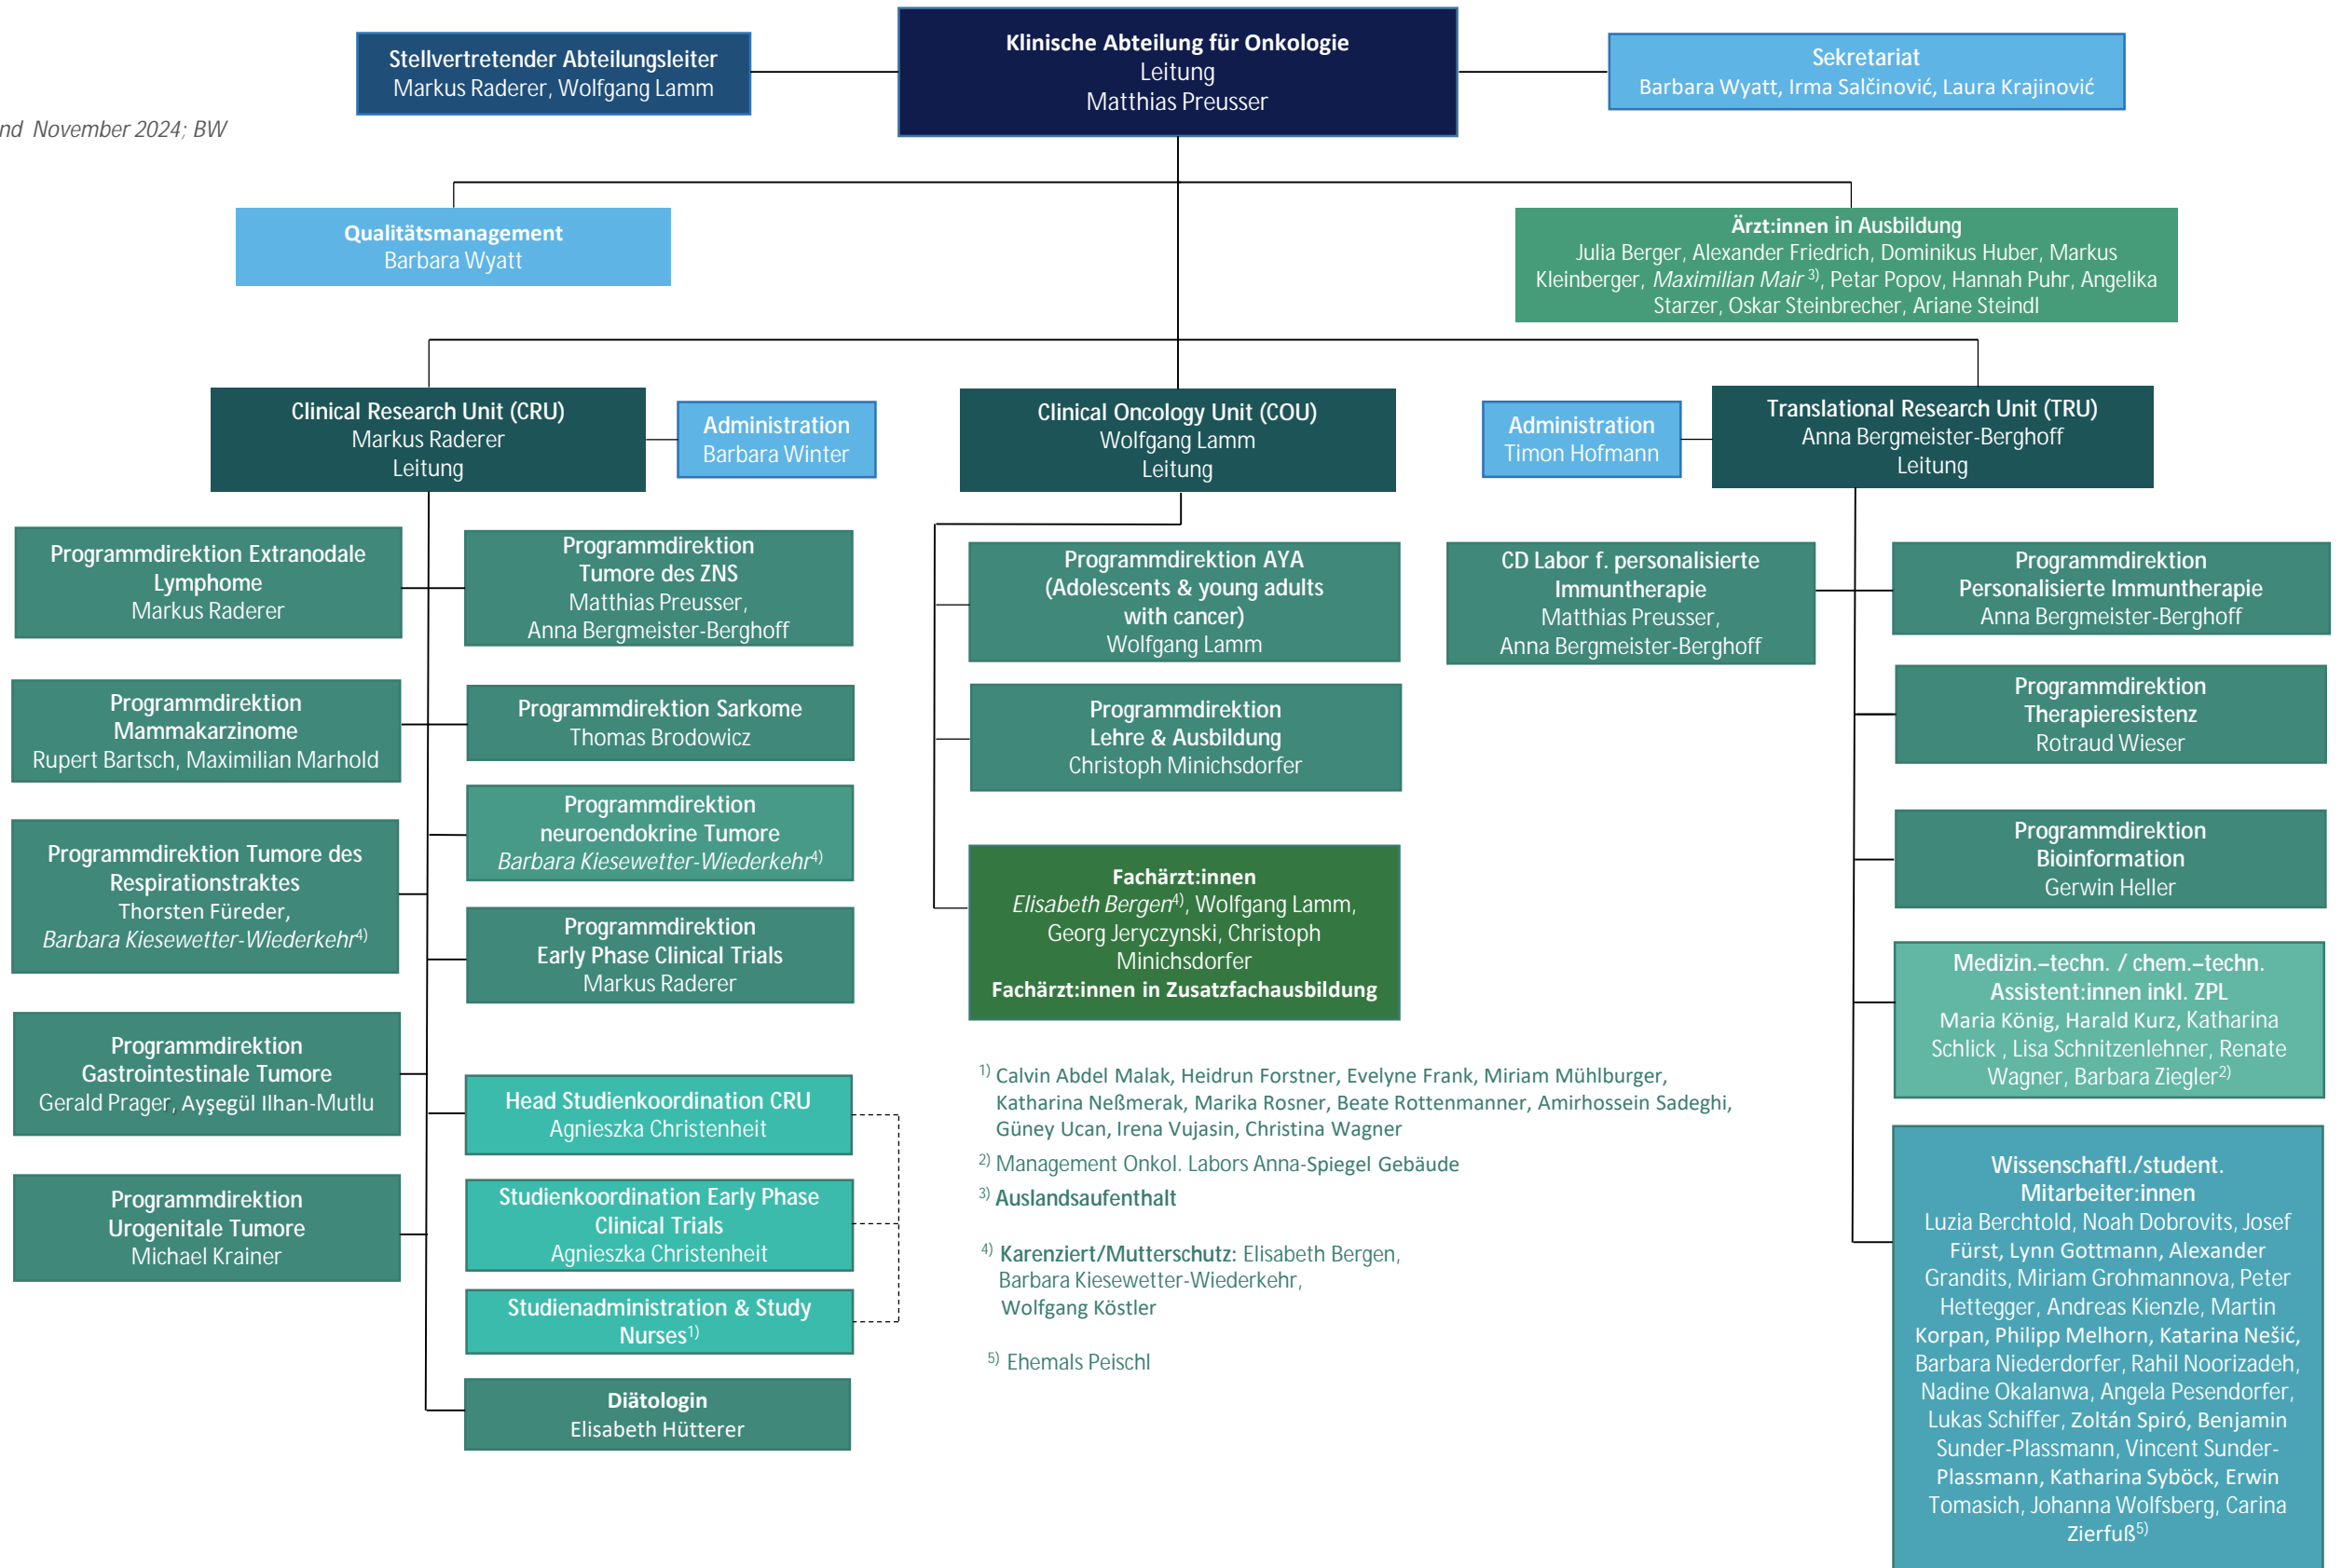 Klinische Abteilung für Onkologie
Leitung
Matthias Preusser
Stellvertretender Abteilungsleiter
Markus Raderer, Wolfgang Lamm
Sekretariat
Barbara Wyatt, Irma Salčinović, Laura Krajinović
nd November 2024; BW
Qualitätsmanagement
Barbara Wyatt
Ärzt:innen in Ausbildung
Julia Berger, Alexander Friedrich, Dominikus Huber, Markus
Kleinberger, Maximilian Mair 3), Petar Popov, Hannah Puhr, Angelika
Starzer, Oskar Steinbrecher, Ariane Steindl
Clinical Research Unit (CRU)
Markus Raderer
Leitung
Administration
Barbara Winter
Clinical Oncology Unit (COU)
Wolfgang Lamm
Leitung
Administration
Timon Hofmann
Translational Research Unit (TRU)
Anna Bergmeister-Berghoff
Leitung
Programmdirektion Extranodale
Lymphome
Markus Raderer
Programmdirektion
Tumore des ZNS
Matthias Preusser,
Anna Bergmeister-Berghoff
Programmdirektion
Mammakarzinome
Rupert Bartsch, Maximilian Marhold
Programmdirektion Sarkome
Thomas Brodowicz
Programmdirektion Tumore des
Respirationstraktes
Thorsten Füreder,
Barbara Kiesewetter-Wiederkehr4)
Programmdirektion
neuroendokrine Tumore
Barbara Kiesewetter-Wiederkehr4)
Programmdirektion
Early Phase Clinical Trials
Markus Raderer
Programmdirektion
Gastrointestinale Tumore
Gerald Prager, Ayşegül Ilhan-Mutlu
Head Studienkoordination CRU
Agnieszka Christenheit
Programmdirektion
Urogenitale Tumore
Michael Krainer
Studienkoordination Early Phase
Clinical Trials
Agnieszka Christenheit
Studienadministration & Study
Nurses1)
Diätologin
Elisabeth Hütterer
Programmdirektion AYA
(Adolescents & young adults
with cancer)
Wolfgang Lamm
Programmdirektion
Lehre & Ausbildung
Christoph Minichsdorfer
Fachärzt:innen
Elisabeth Bergen4), Wolfgang Lamm,
Georg Jeryczynski, Christoph
Minichsdorfer
Fachärzt:innen in Zusatzfachausbildung
1) Calvin Abdel Malak, Heidrun Forstner, Evelyne Frank, Miriam Mühlburger,
Katharina Neßmerak, Marika Rosner, Beate Rottenmanner, Amirhossein Sadeghi,
Güney Ucan, Irena Vujasin, Christina Wagner
2) Management Onkol. Labors Anna-Spiegel Gebäude
3) Auslandsaufenthalt
4) Karenziert/Mutterschutz: Elisabeth Bergen,
Barbara Kiesewetter-Wiederkehr,
Wolfgang Köstler
5) Ehemals Peischl
CD Labor f. personalisierte
Immuntherapie
Matthias Preusser,
Anna Bergmeister-Berghoff
Programmdirektion
Personalisierte Immuntherapie
Anna Bergmeister-Berghoff
Programmdirektion
Therapieresistenz
Rotraud Wieser
Programmdirektion
Bioinformation
Gerwin Heller
Medizin.–techn. / chem.–techn.
Assistent:innen inkl. ZPL
Maria König, Harald Kurz, Katharina
Schlick , Lisa Schnitzenlehner, Renate
Wagner, Barbara Ziegler2)
Wissenschaftl./student.
Mitarbeiter:innen
Luzia Berchtold, Noah Dobrovits, Josef
Fürst, Lynn Gottmann, Alexander
Grandits, Miriam Grohmannova, Peter
Hettegger, Andreas Kienzle, Martin
Korpan, Philipp Melhorn, Katarina Nešić,
Barbara Niederdorfer, Rahil Noorizadeh,
Nadine Okalanwa, Angela Pesendorfer,
Lukas Schiffer, Zoltán Spiró, Benjamin
Sunder-Plassmann, Vincent Sunder-
Plassmann, Katharina Syböck, Erwin
Tomasich, Johanna Wolfsberg, Carina
Zierfuß5)